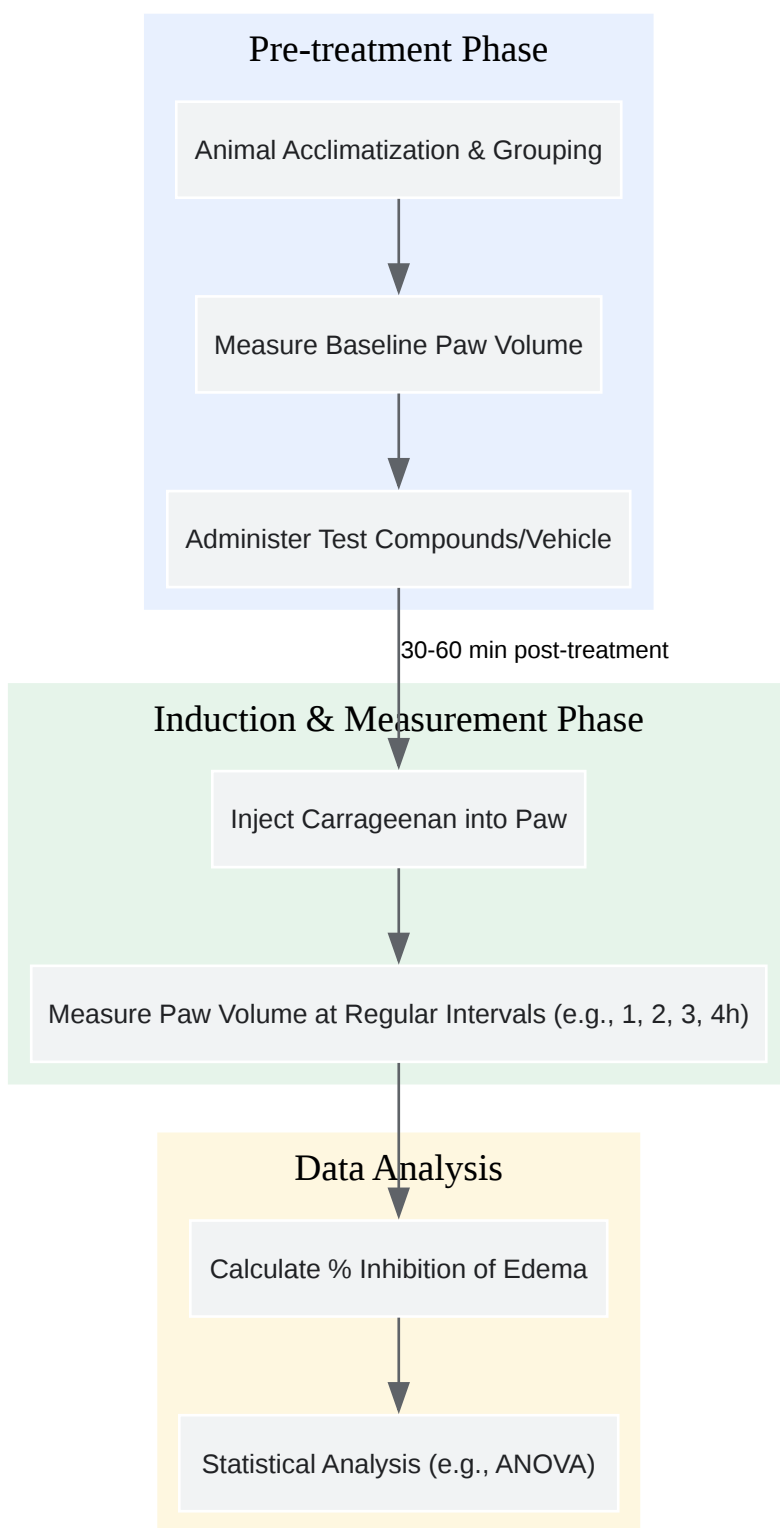 Pre-treatment Phase
Animal Acclimatization & Grouping
Measure Baseline Paw Volume
Administer Test Compounds/Vehicle
30-60 min post-treatment
Induction & Measurement Phase
Inject Carrageenan into Paw
Measure Paw Volume at Regular Intervals (e.g., 1, 2, 3, 4h)
Data Analysis
Calculate % Inhibition of Edema
Statistical Analysis (e.g., ANOVA)